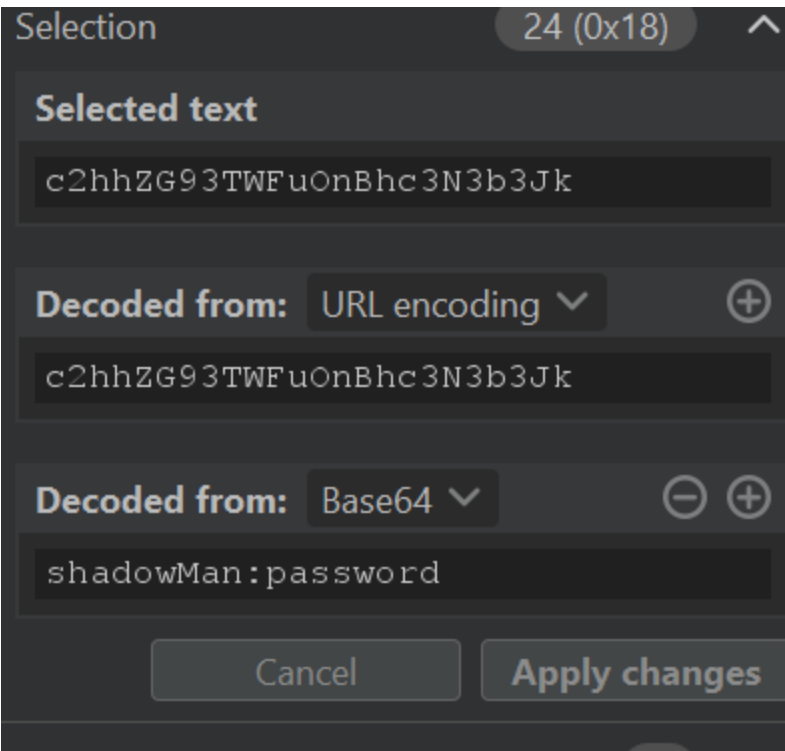 Selection
24 (0x18)
Selected text
c2hhZG93TWFuOnBhc3N3b3Jk
Decoded from:
URL encoding
c2hhZG93TWFuOnBhc3N3b3Jk
Decoded from:
Base64
shadowMan:password
Cancel
Apply changes